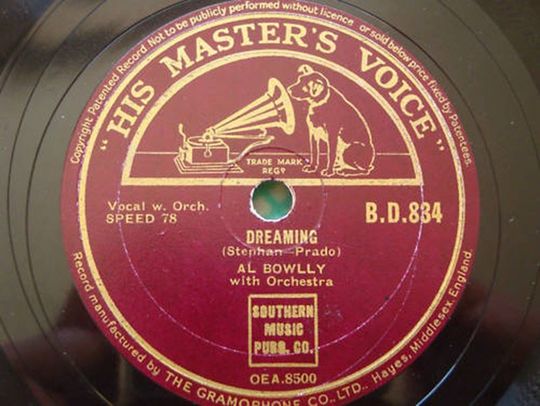 Copyright. Patented Record. Not to be publicly performed without licence or sold below price fixed by Patentees.
"HIS MASTER'S VOICE"
TRADE MARK
REGD
Vocal w. Orch.
SPEED 78
B.D.834
DREAMING
(Stephan-Prado)
AL BOWLLY
with Orchestra
SOUTHERN
MUSIC
PUBG. CO.
OEA.8500
Record manufactured by THE GRAMOPHONE CO., LTD., Hayes, Middlesex, England.